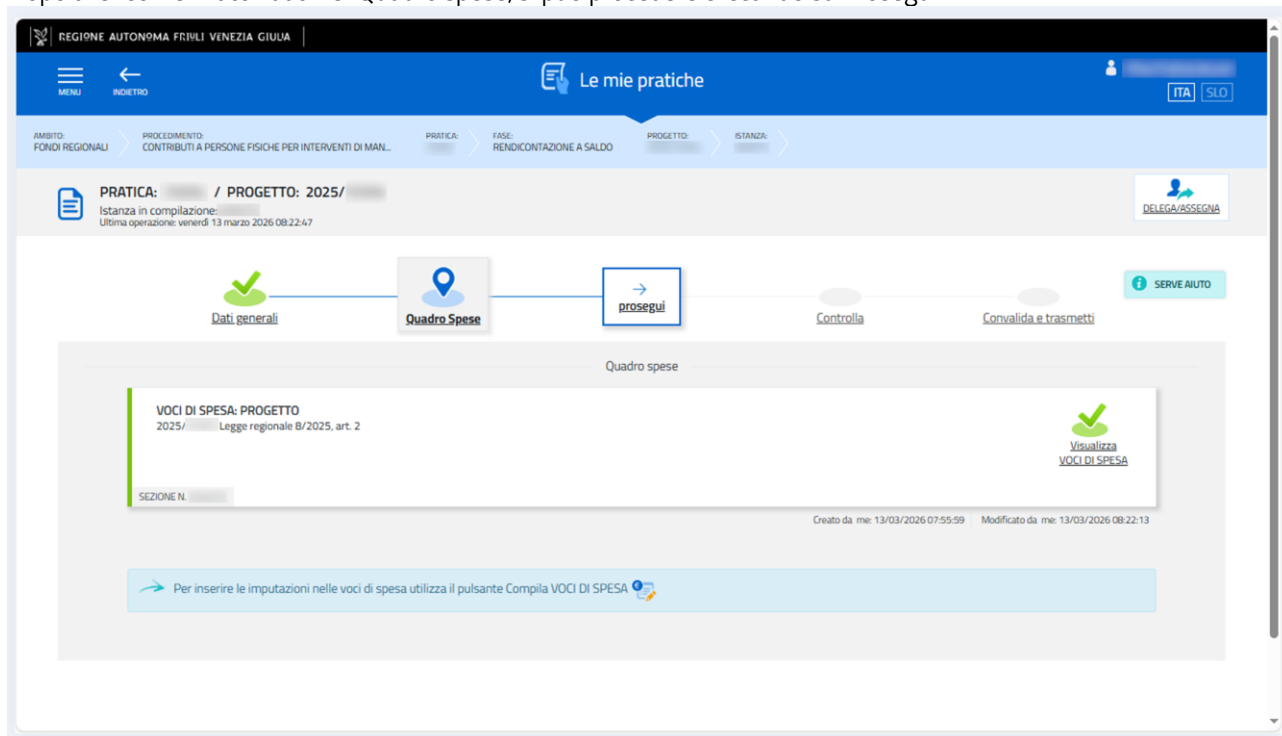 REGIONE AUTONOMA FRIULI VENEZIA GIULIA
MENU
INDIETRO
Le mie pratiche
ITA SLO
AMBITO:
FONDI REGIONALI
PROCEDIMENTO:
CONTRIBUTI A PERSONE FISICHE PER INTERVENTI DI MAN...
PRATICA:
FASE:
RENDICONTAZIONE A SALDO
PROGETTO:
ISTANZA:
PRATICA: / PROGETTO: 2025/
Istanza in compilazione:
Ultima operazione: venerdì 13 marzo 2026 08:22:47
DELEGA/ASSEGNA
Dati generali
Quadro Spese
prosegui
Controlla
Convalida e trasmetti
SERVE AIUTO
Quadro spese
VOCI DI SPESA: PROGETTO
2025/ Legge regionale 8/2025, art. 2
Visualizza
VOCI DI SPESA
SEZIONE N.
Creato da me: 13/03/2026 07:55:59 Modificato da me: 13/03/2026 08:22:13
Per inserire le imputazioni nelle voci di spesa utilizza il pulsante Compila VOCI DI SPESA